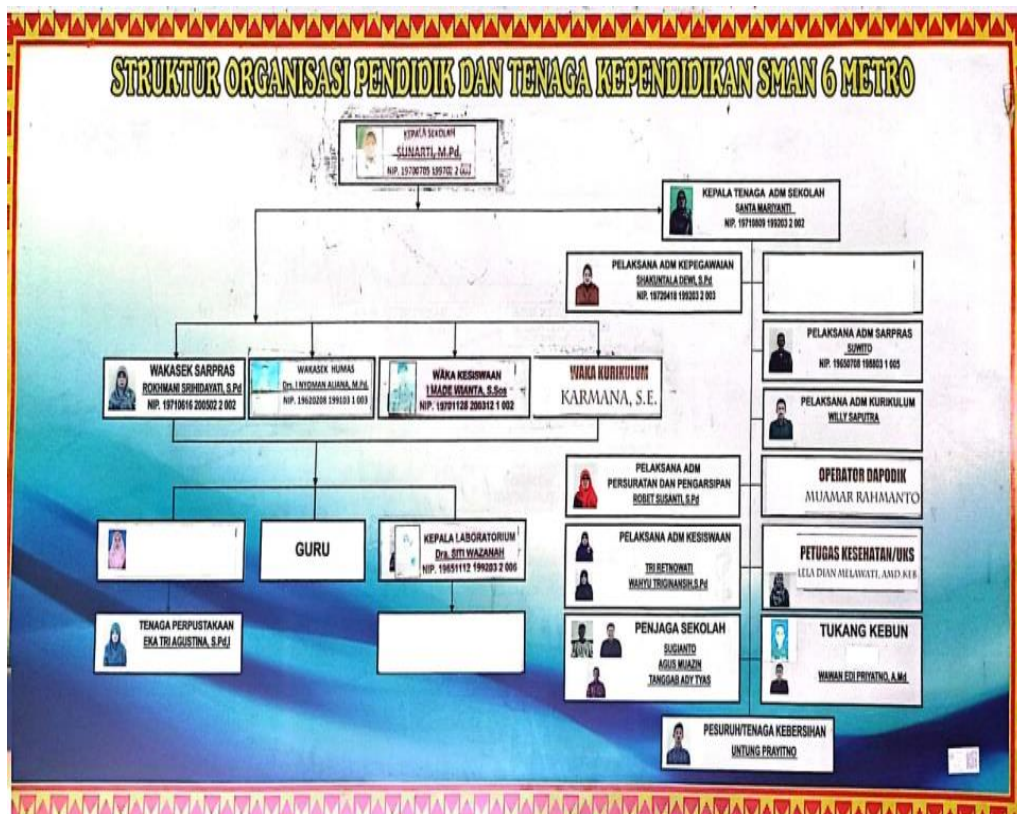 STRUKTUR ORGANISASI PENDIDIK DAN TENAGA KEPENDIDIKAN SMAN 6 METRO
KEPALA SEKOLAH
SUNARTI, M.Pd.
NIP. 19700705 199702 2
KEPALA TENAGA ADM SEKOLAH
SANTA MARIYANTI
NIP. 19710809 199203 2 002
PELAKSANA ADM KEPEGAWAIAN
SHAKUNTALA DEWI, S.Pd
NIP. 19720418 199203 2 003
PELAKSANA ADM SARPRAS
SUWITO
NIP. 19650708 198803 1 005
WAKASEK SARPRAS
ROKHMANI SRIHIDAYATI, S.Pd
NIP. 19710616 200502 2 002
WAKASEK HUMAS
Drs. I NYOMAN ALIANA, M.Pd.
NIP. 19620208 199103 1 003
WAKA KESISWAAN
I MADE WIANTA, S.Sos
NIP. 19701128 200312 1 002
WAKA KURIKULUM
KARMANA, S.E.
PELAKSANA ADM KURIKULUM
WILLY SAPUTRA
PELAKSANA ADM
PERSURATAN DAN PENGARSIPAN
ROBET SUSANTI, S.Pd
OPERATOR DAPODIK
MUAMAR RAHMANTO
GURU
KEPALA LABORATORIUM
Dra. SITI WAZANAH
NIP. 19651112 199203 2 006
PELAKSANA ADM KESISWAAN
TRI RETNOWATI
WAHYU TRIGINANSIH,S.Pd
PETUGAS KESEHATAN/UKS
LELA DIAN MELAWATI, AMD.KEB
TENAGA PERPUSTAKAAN
EKA TRI AGUSTINA, S.Pd.I
PENJAGA SEKOLAH
SUGIANTO
AGUS MUAZIN
TANGGAB ADY TYAS
TUKANG KEBUN
WAWAN EDI PRIYATNO, A.Md
PESURUH/TENAGA KEBERSIHAN
UNTUNG PRAYITNO